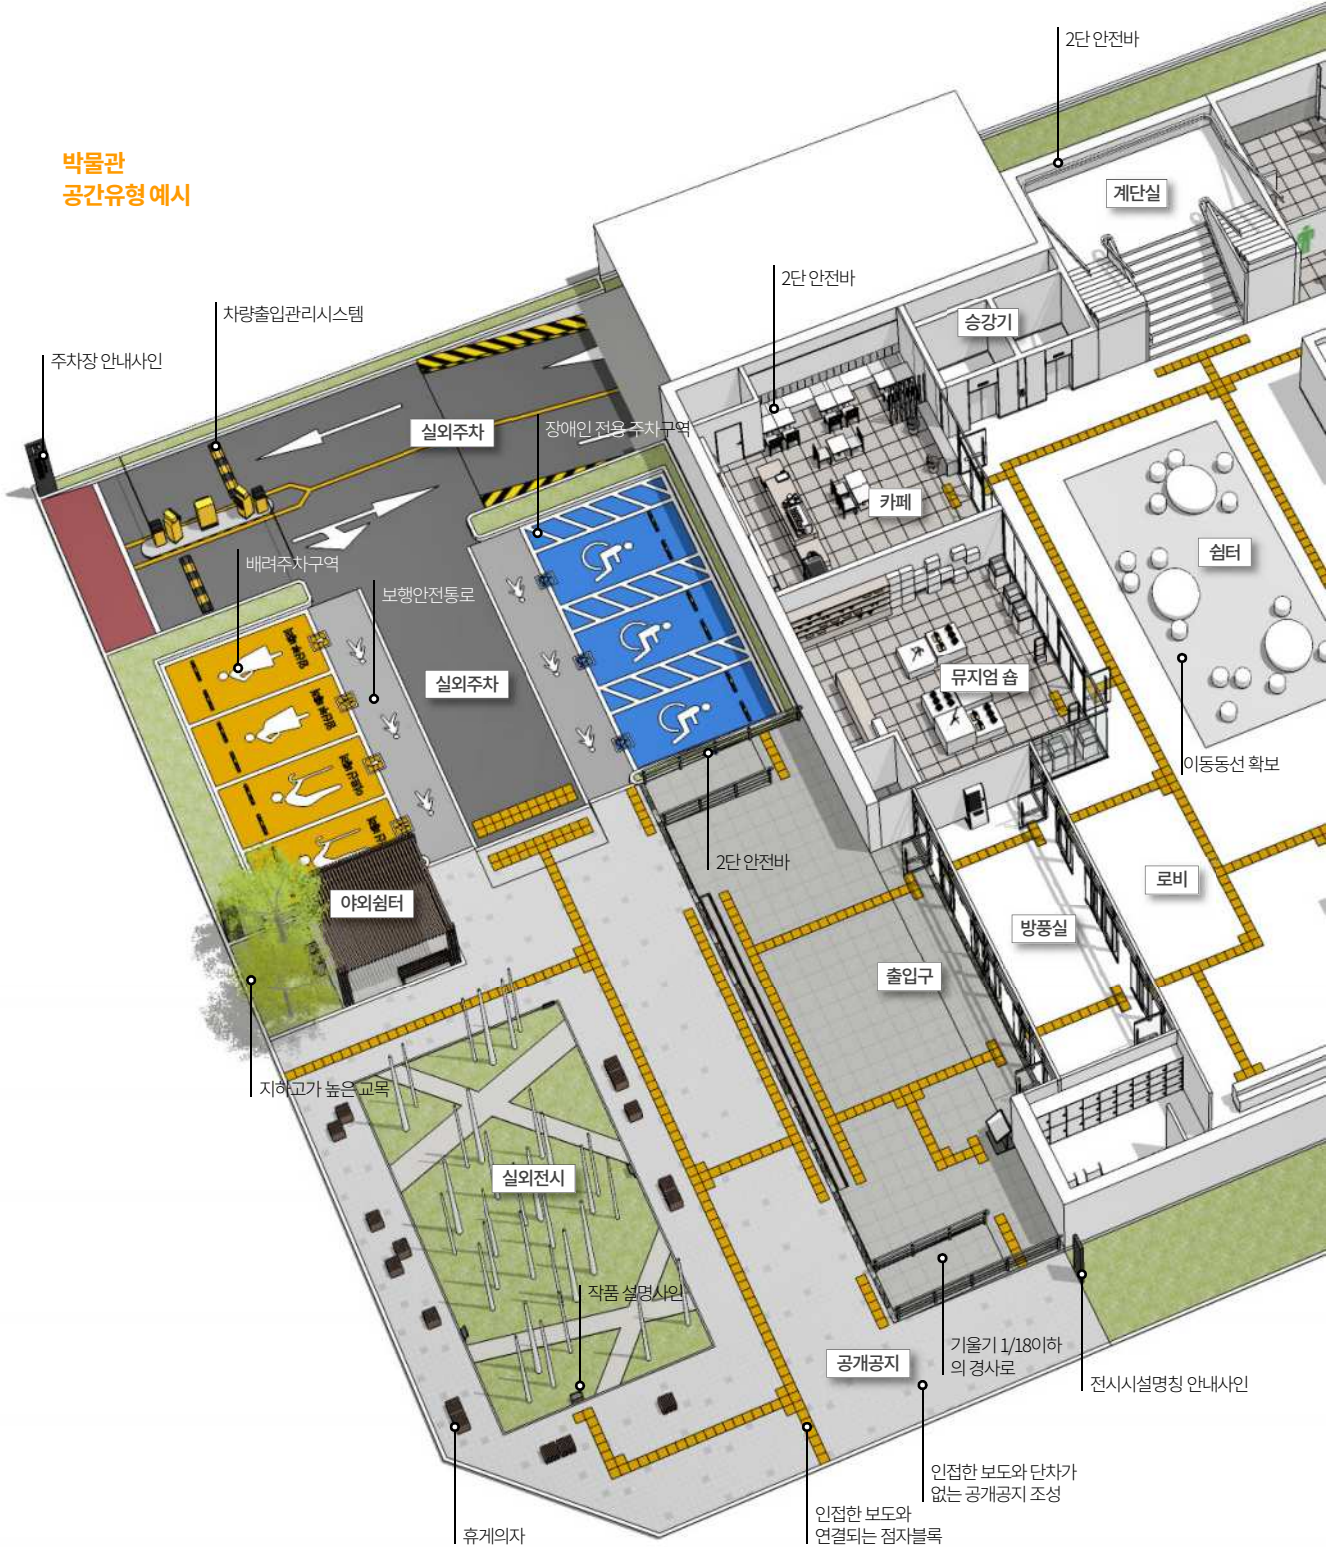 2단 안전바
박물관
공간유형 예시
계단실
2단 안전바
차량출입관리시스템
승강기
주차장 안내사인
실외주차
장애인 전용 주차구역
카페
쉼터
배려주차구역
보행안전통로
실외주차
뮤지엄 숍
이동동선 확보
2단 안전바
로비
야외쉼터
방풍실
출입구
지하고가 높은 교목
실외전시
작품 설명사인
기울기 1/18이하
의 경사로
공개공지
전시시설명칭 안내사인
인접한 보도와 단차가
없는 공개공지 조성
인접한 보도와
연결되는 점자블록
휴게의자